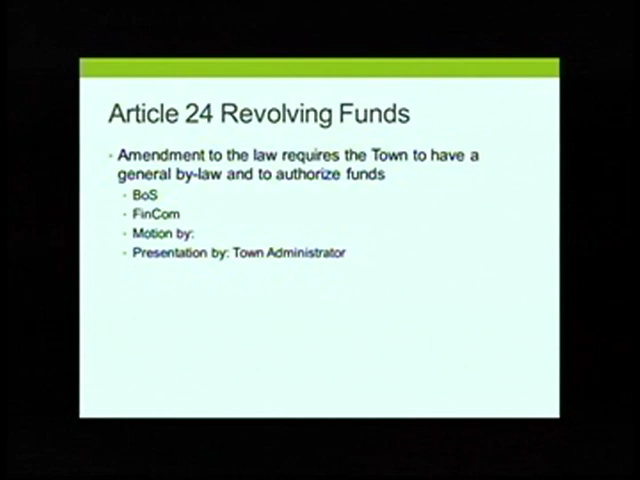 Article 24 Revolving Funds
· Amendment to the law requires the Town to have a
general by-law and to authorize funds
· BoS
· FinCom
· Motion by:
· Presentation by: Town Administrator